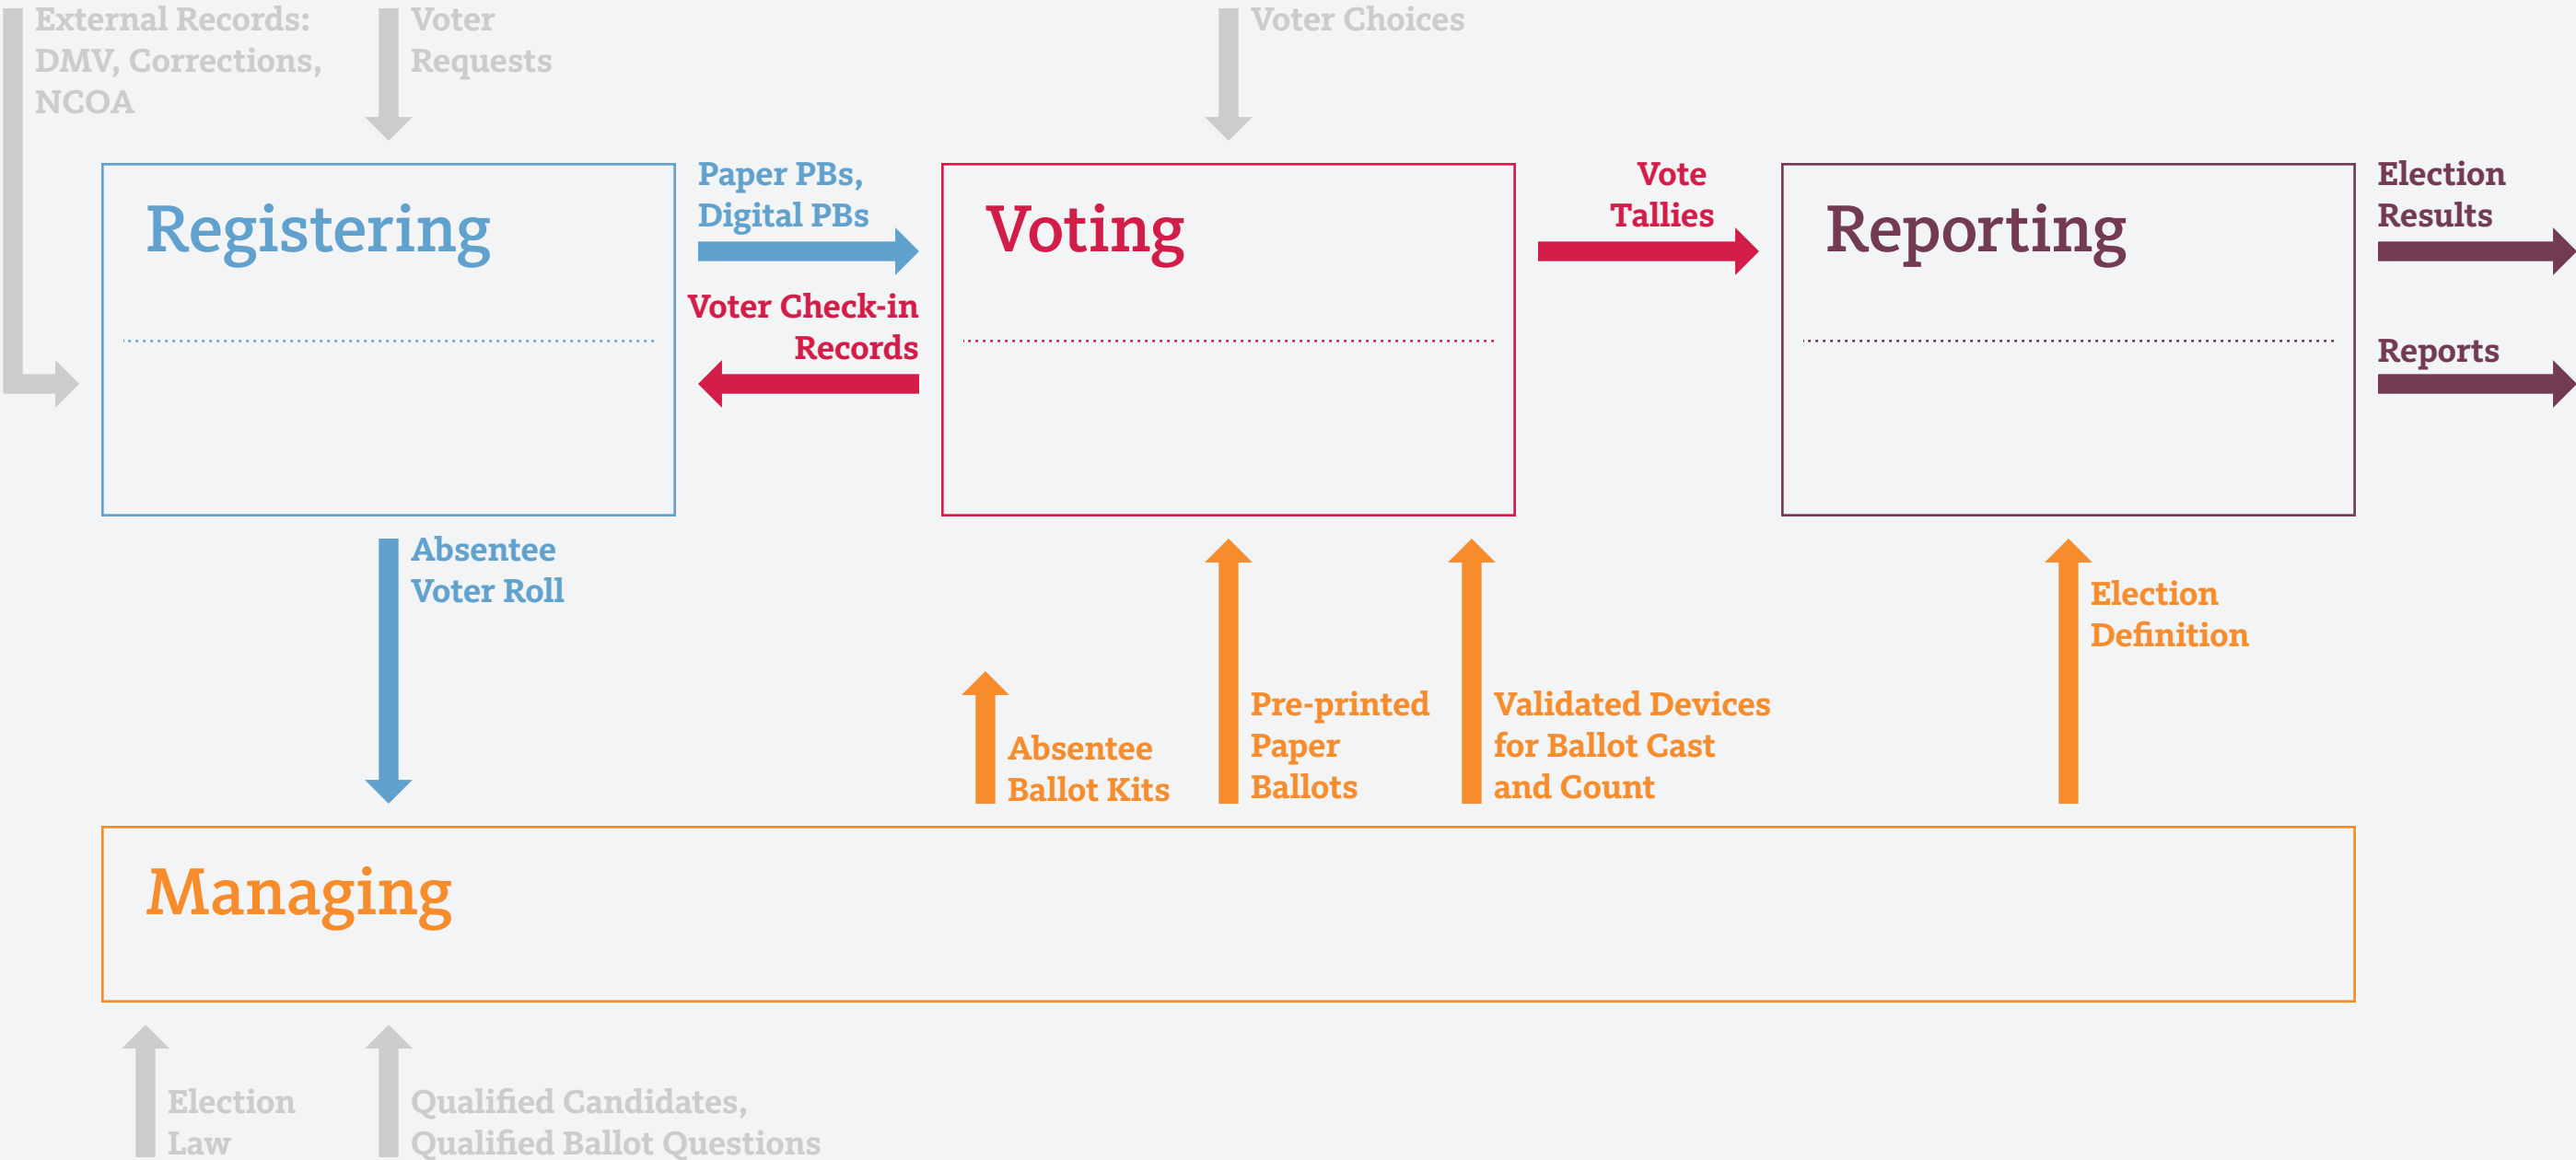 External Records:
DMV, Corrections,
NCOA
Voter
Requests
Voter Choices
Registering
Paper PBs,
Digital PBs
Voter Check-in
Records
Voting
Vote
Tallies
Reporting
Election
Results
Reports
Absentee
Voter Roll
Absentee
Ballot Kits
Pre-printed
Paper
Ballots
Validated Devices
for Ballot Cast
and Count
Election
Definition
Managing
Election
Law
Qualified Candidates,
Qualified Ballot Questions